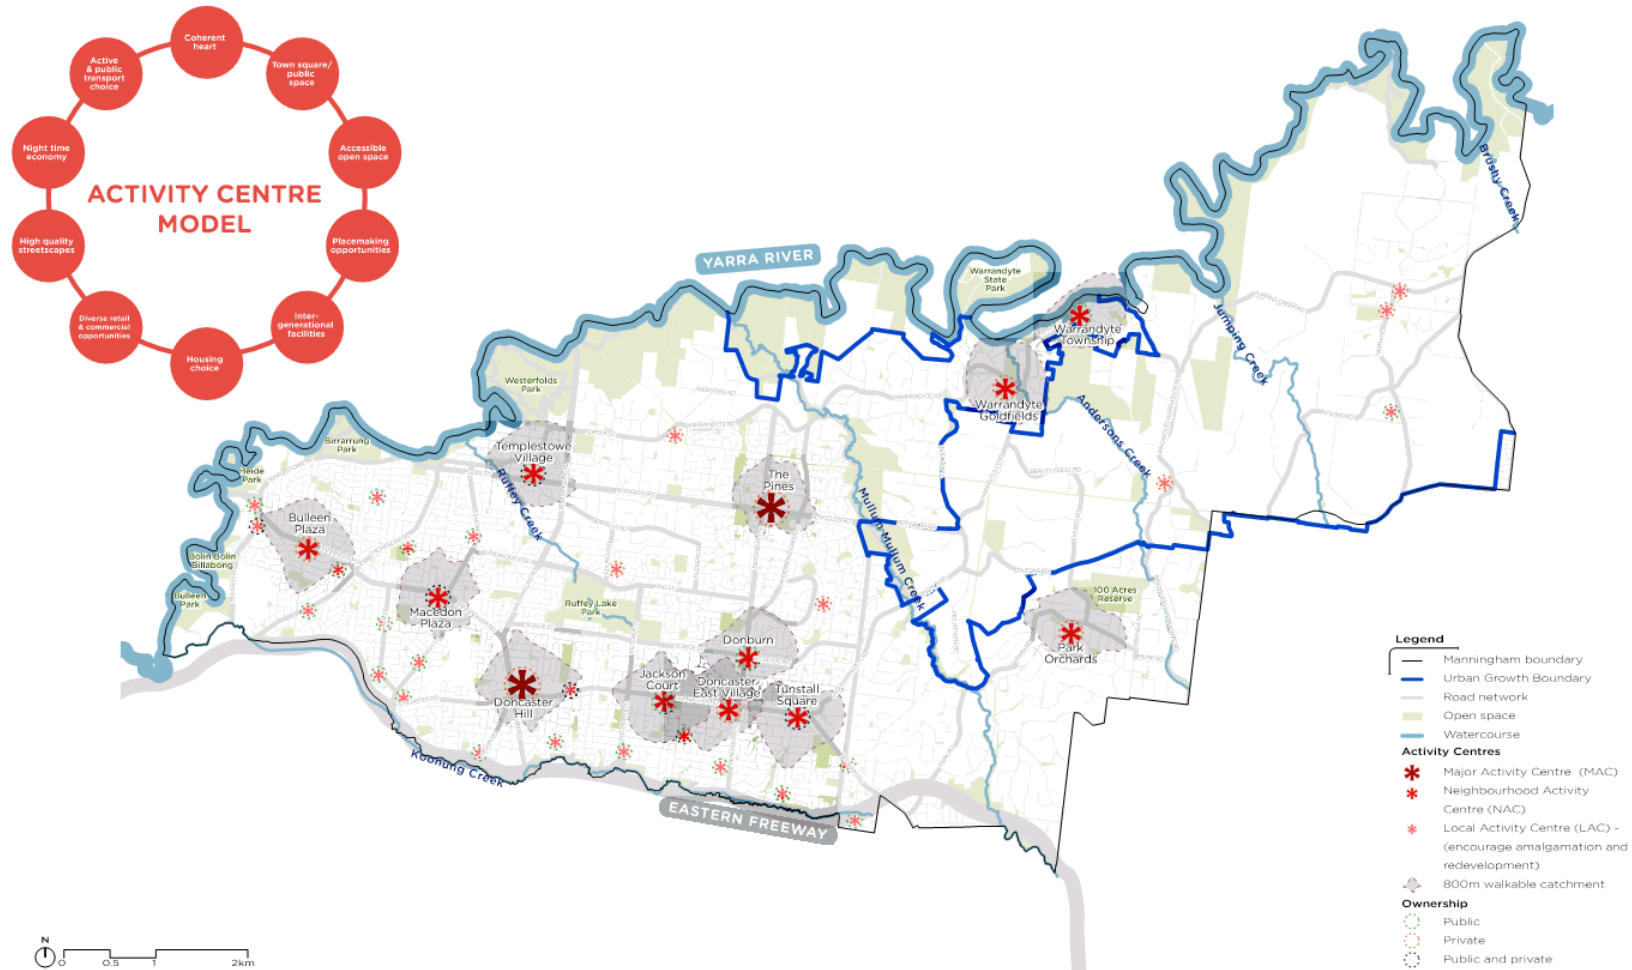 Coherent
heart
Active
& public
transport
choice
Town square/
public
space
Night time
economy
Accessible
open space
ACTIVITY CENTRE
MODEL
High quality
streetscapes
Placemaking
opportunities
Diverse retail
& commercial
opportunities
Inter-
generational
facilities
Housing
choice
YARRA RIVER
Warrandyte
State
Park
Warrandyte
Township
Warrandyte
Goldfields
Brushy Creek
Jumping Creek
Andersons Creek
Westerfolds
Park
Birrarrung
Park
Heide
Park
Templestowe
Village
Ruffey Creek
The
Pines
Mullum Mullum Creek
Bulleen
Plaza
Bolin Bolin
Billabong
Bulleen
Park
Macedon
Plaza
Ruffey Lake
Park
100 Acres
Reserve
Park
Orchards
Donburn
Jackson
Court
Doncaster
East Village
Tunstall
Square
Doncaster
Hill
Koonung Creek
EASTERN FREEWAY
Legend
Manningham boundary
Urban Growth Boundary
Road network
Open space
Watercourse
Activity Centres
Major Activity Centre (MAC)
Neighbourhood Activity
Centre (NAC)
Local Activity Centre (LAC) -
(encourage amalgamation and
redevelopment)
800m walkable catchment
Ownership
Public
Private
Public and private
N
0 0.5 1 2km